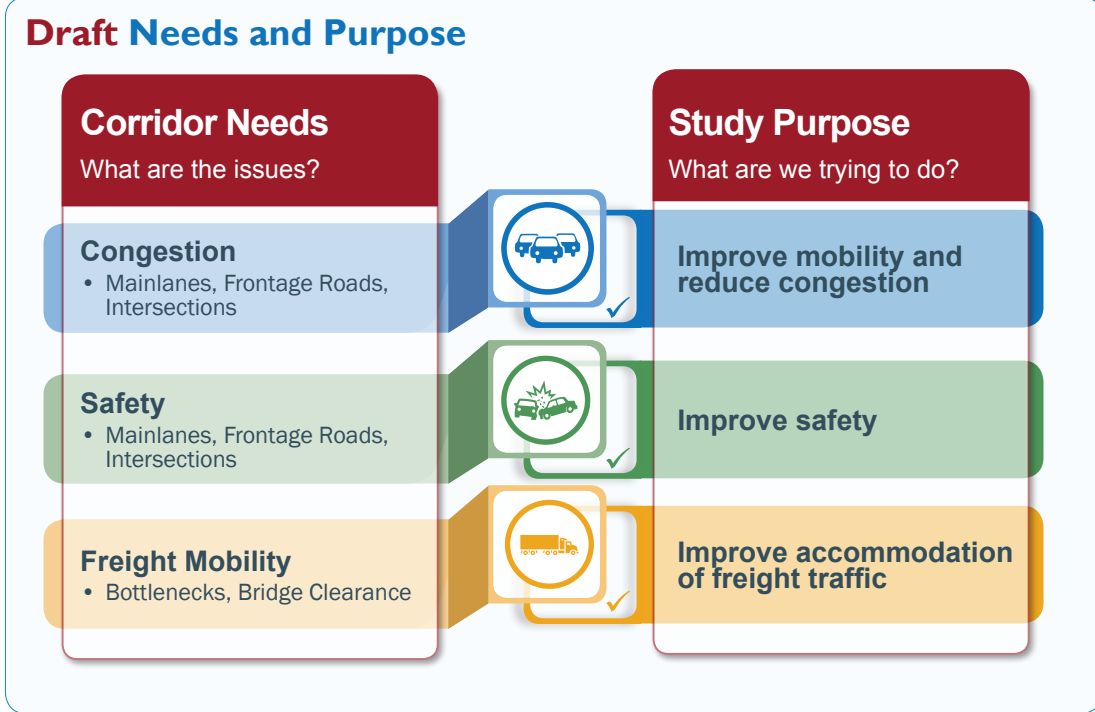 Draft Needs and Purpose
Corridor Needs
What are the issues?
Congestion
• Mainlanes, Frontage Roads,
Intersections
Safety
• Mainlanes, Frontage Roads,
Intersections
Freight Mobility
• Bottlenecks, Bridge Clearance
Study Purpose
What are we trying to do?
Improve mobility and
reduce congestion
Improve safety
Improve accommodation
of freight traffic